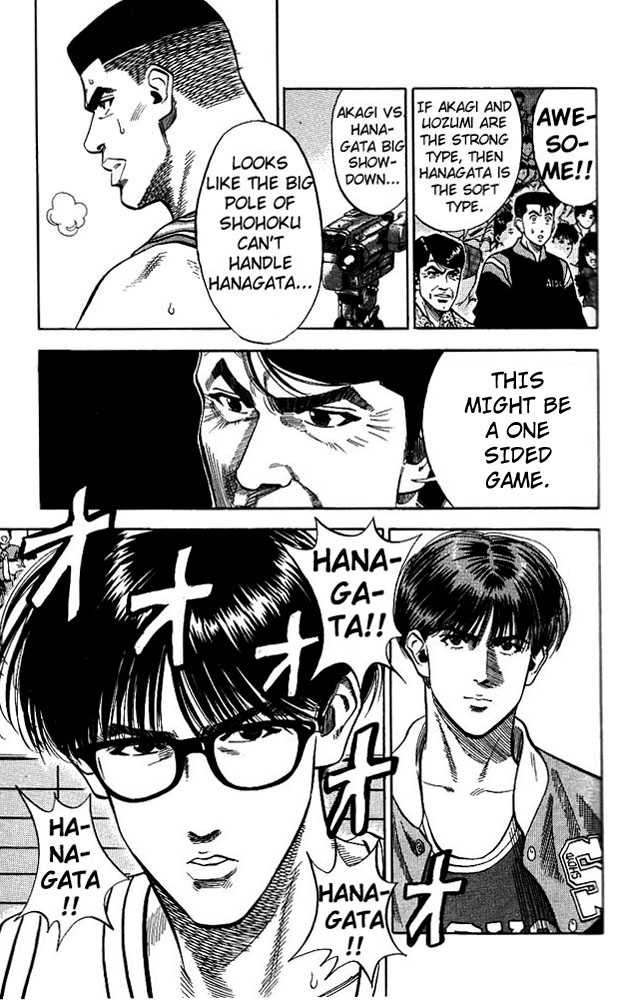 AWE-
SO-
ME!!
IF AKAGI AND
UOZUMI ARE
THE STRONG
TYPE, THEN
HANAGATA IS
THE SOFT
TYPE.
AKAGI VS.
HANA-
GATA BIG
SHOW-
DOWN...
LOOKS
LIKE THE BIG
POLE OF
SHOHOKU
CAN'T
HANDLE
HANAGATA...
THIS
MIGHT BE
A ONE
SIDED
GAME.
HANA-
GA-
TA!!
オ
オ
オ
オ
オ
HA-
NA-
GATA
!!
HANA-
GATA
!!